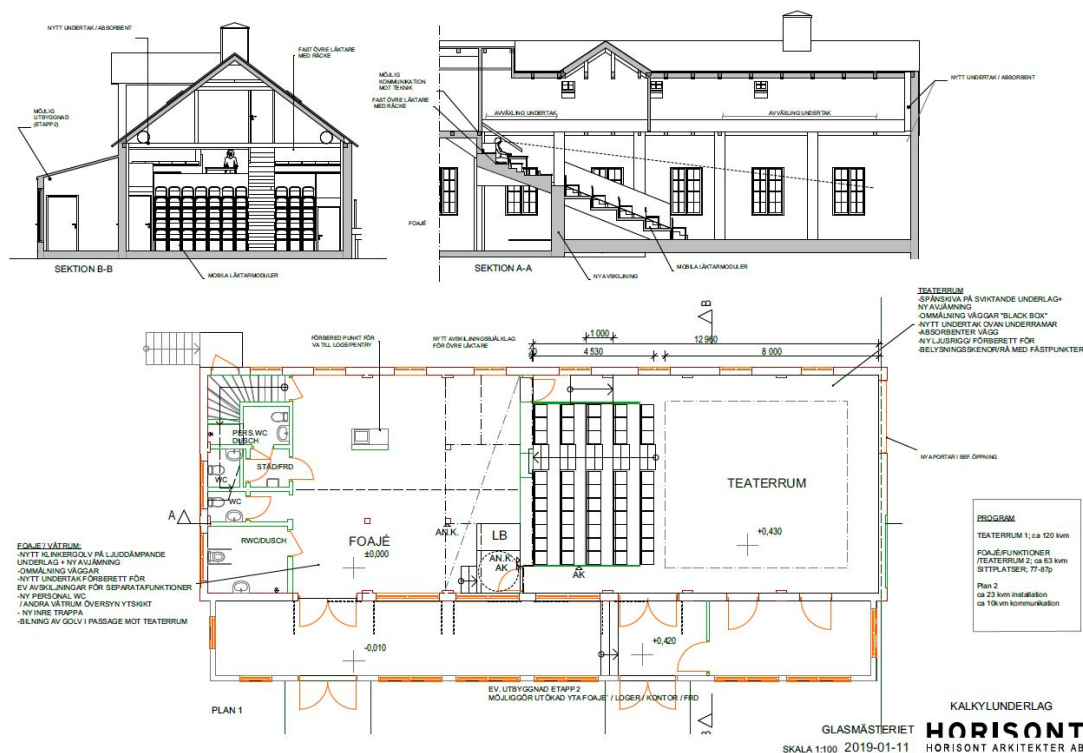 NYTT UNDERTAK / ABSORBENT
FAST ÖVRE LÄKTARE
MED RÄCKE
MÖJLIG
UTBYGGNAD
(ETAPP2)
SEKTION B-B
MOBILA LÄKTARMODULER
MÖJLIG
KOMMUNIKATION
MOT TEKNIK
FAST ÖVRE LÄKTARE
MED RÄCKE
AVVÄXLING UNDERTAK
AVVÄXLING UNDERTAK
NYTT UNDERTAK / ABSORBENT
FOAJÉ
SEKTION A-A
NY AVSKILJNING
MOBILA LÄKTARMODULER
TEATERRUM
-SPÅNSKIVA PÅ SVIKTANDE UNDERLAG+
NY AVJÄMNING
-OMMÅLNING VÄGGAR "BLACK BOX"
-NYTT UNDERTAK OVAN UNDERRAMAR
-ABSORBENTER VÄGG
-NY LJUSRIGG/ FÖRBERETT FÖR
-BELYSNINGSSKENOR/RÅ MED FÄSTPUNKTER
B
FÖRBERED PUNKT FÖR
VA TILL LOGE/PENTRY
NYTT AVSKILJNINGSBJÄLKLAG
FÖR ÖVRE LÄKTARE
1 000
12 960
20
4 530
8 000
PERS.WC
DUSCH
STÄD/FRD
WC
WC
RWC/DUSCH
A
FOAJÉ
±0,000
AN.K.
LB
AN.K.
AK
AK
TEATERRUM
+0,430
NYA PORTAR I BEF. ÖPPNING
FOAJE'/ VÅTRUM:
-NYTT KLINKERGOLV PÅ LJUDDÄMPANDE
UNDERLAG + NY AVJÄMNING
-OMMÅLNING VÄGGAR
-NYTT UNDERTAK FÖRBERETT FÖR
EV AVSKILJNINGAR FÖR SEPARATA FUNKTIONER
-NY PERSONAL WC
/ ANDRA VÅTRUM ÖVERSYN YTSKIKT
- NY INRE TRAPPA
-BILNING AV GOLV I PASSAGE MOT TEATERRUM
PROGRAM
TEATERRUM 1; ca 120 kvm
FOAJÉ/FUNKTIONER
/TEATERRUM 2; ca 63 kvm
SITTPLATSER; 77-87p
Plan 2
ca 23 kvm installation
ca 10kvm kommunikation
-0,010
+0,420
PLAN 1
EV. UTBYGGNAD ETAPP 2
MÖJLIGGÖR UTÖKAD YTA FOAJE' / LOGER / KONTOR / FRD
B
KALKYLUNDERLAG
GLASMÄSTERIET
HORISONT
SKALA 1:100 2019-01-11
HORISONT ARKITEKTER AB